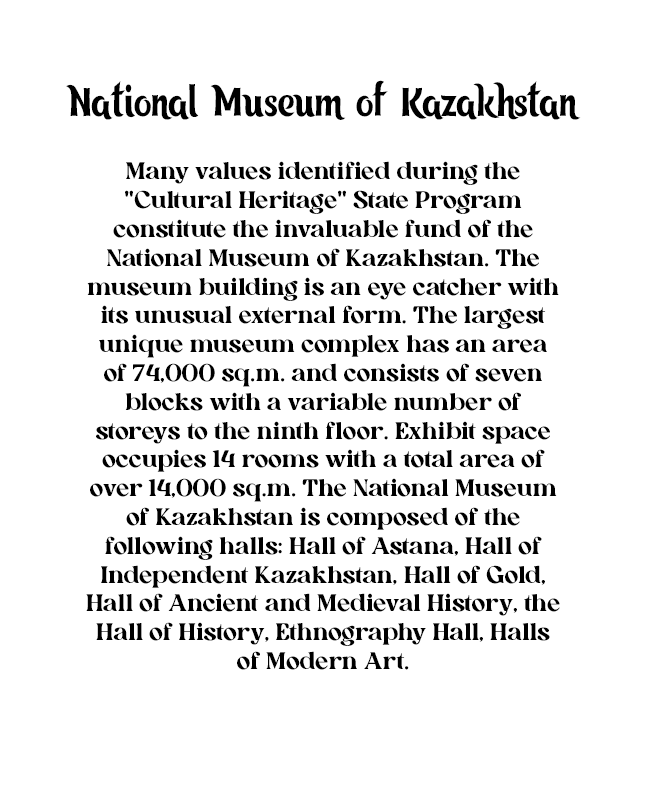 National Museum of Kazakhstan
Many values identified during the
"Cultural Heritage" State Program
constitute the invaluable fund of the
National Museum of Kazakhstan. The
museum building is an eye catcher with
its unusual external form. The largest
unique museum complex has an area
of 74,000 sq.m. and consists of seven
blocks with a variable number of
storeys to the ninth floor. Exhibit space
occupies 14 rooms with a total area of
over 14,000 sq.m. The National Museum
of Kazakhstan is composed of the
following halls: Hall of Astana, Hall of
Independent Kazakhstan, Hall of Gold,
Hall of Ancient and Medieval History, the
Hall of History, Ethnography Hall, Halls
of Modern Art.